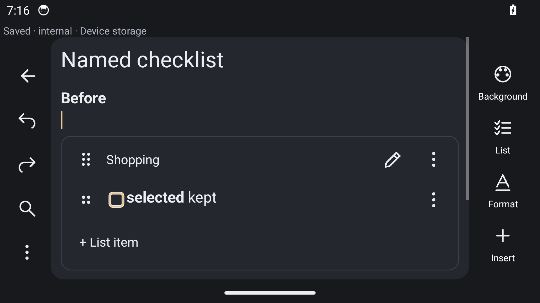 7:16
Saved · internal · Device storage
Named checklist
Before
Shopping
selected kept
+ List item
Background
List
Format
Insert